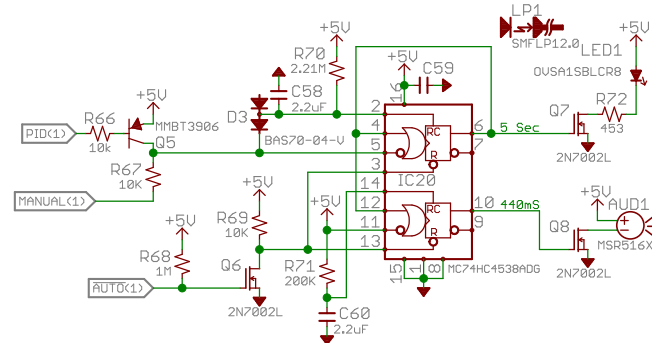 LP1
SMFLP12.0
+5V
LED1
OVSA1SBLCR8
+5V
R70
2.21M
+5V
C59
C58
2.2uF
16
D3
BAS70-04-V
+5V
R66
10k
MMBT3906
Q5
PID(1)
R67
10K
MANUAL(1)
2
4
5
3
14
12
11
13
RC
R
IC20
RC
R
6
7
10
9
5 Sec
440mS
Q7
R72
453
2N7002L
+5V
AUD1
Q8
MSR516X
2N7002L
+5V
R69
10K
+5V
R68
1M
Q6
2N7002L
AUTO(1)
+5V
R71
200K
C60
2.2uF
15
1
8
MC74HC4538ADG